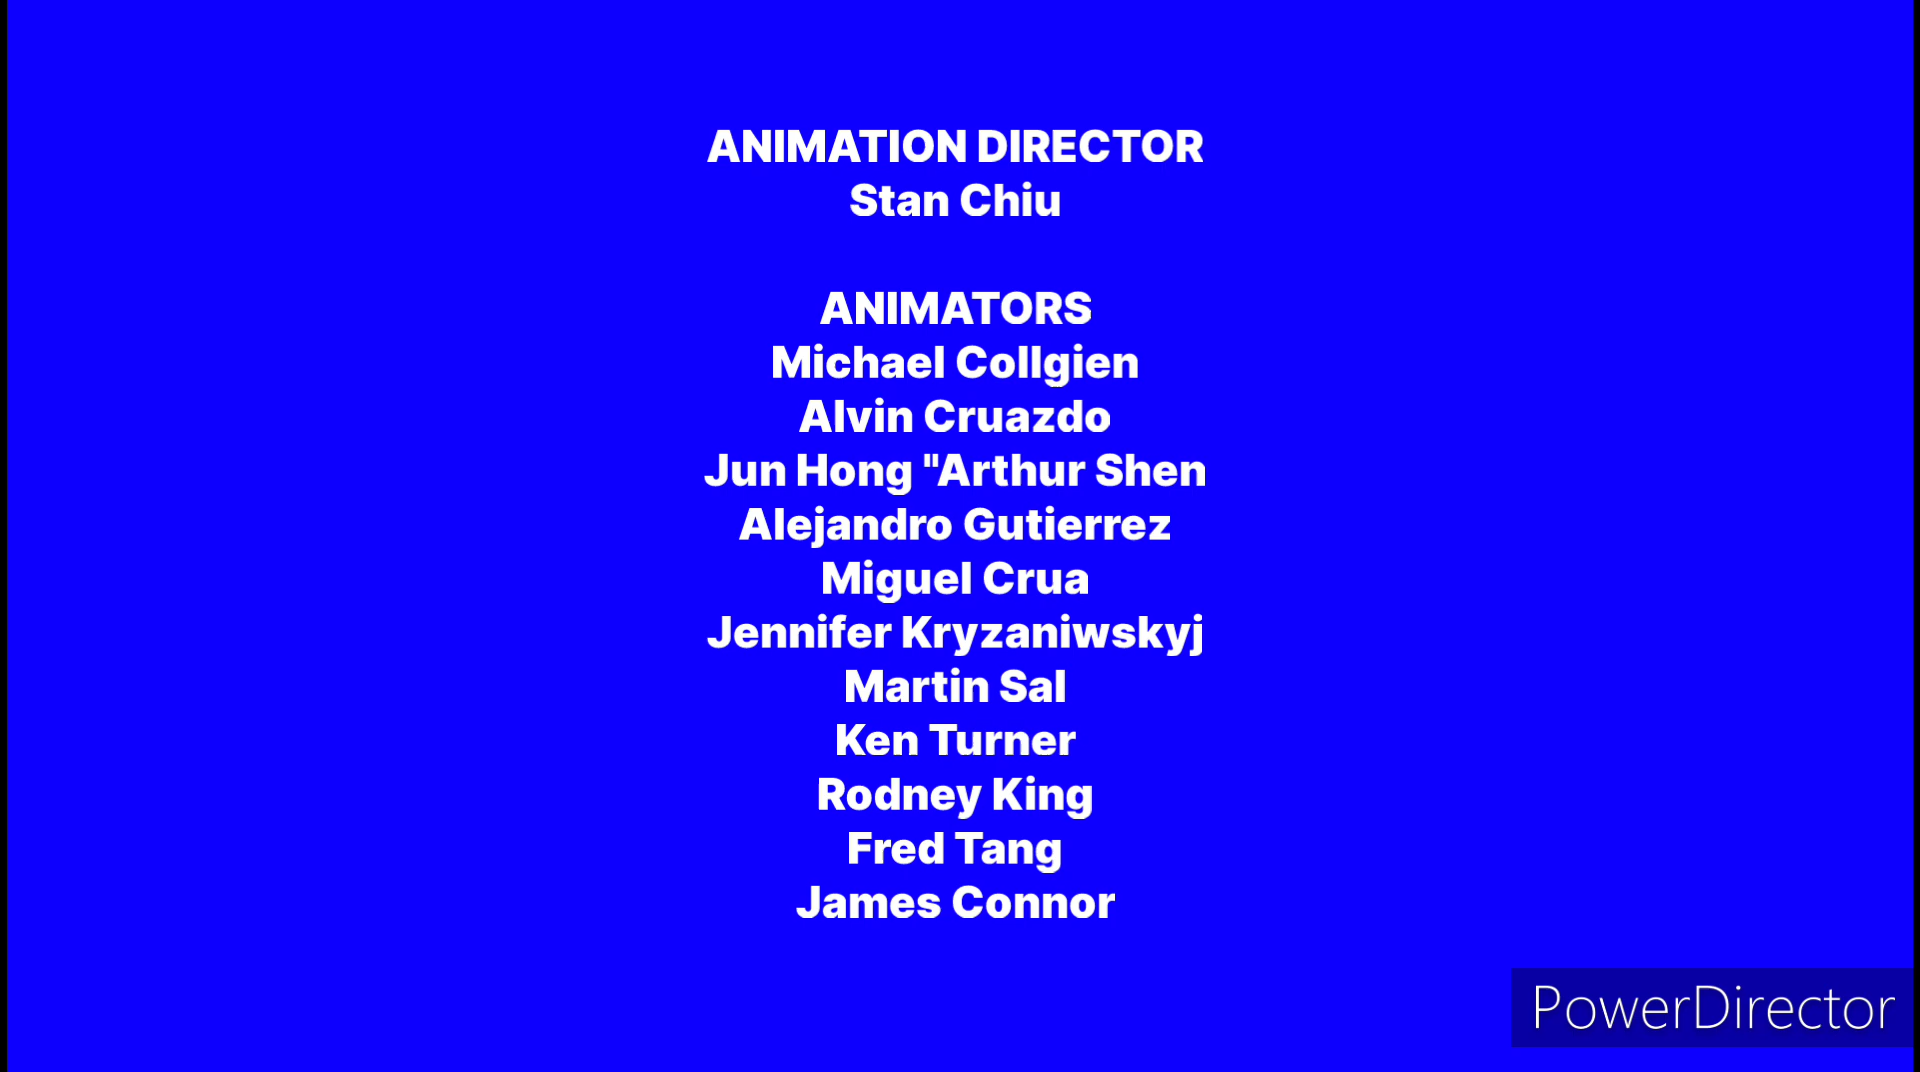 ANIMATION DIRECTOR
Stan Chiu
ANIMATORS
Michael Collgien
Alvin Cruazdo
Jun Hong "Arthur Shen
Alejandro Gutierrez
Miguel Crua
Jennifer Kryzaniwskyj
Martin Sal
Ken Turner
Rodney King
Fred Tang
James Connor
PowerDirector